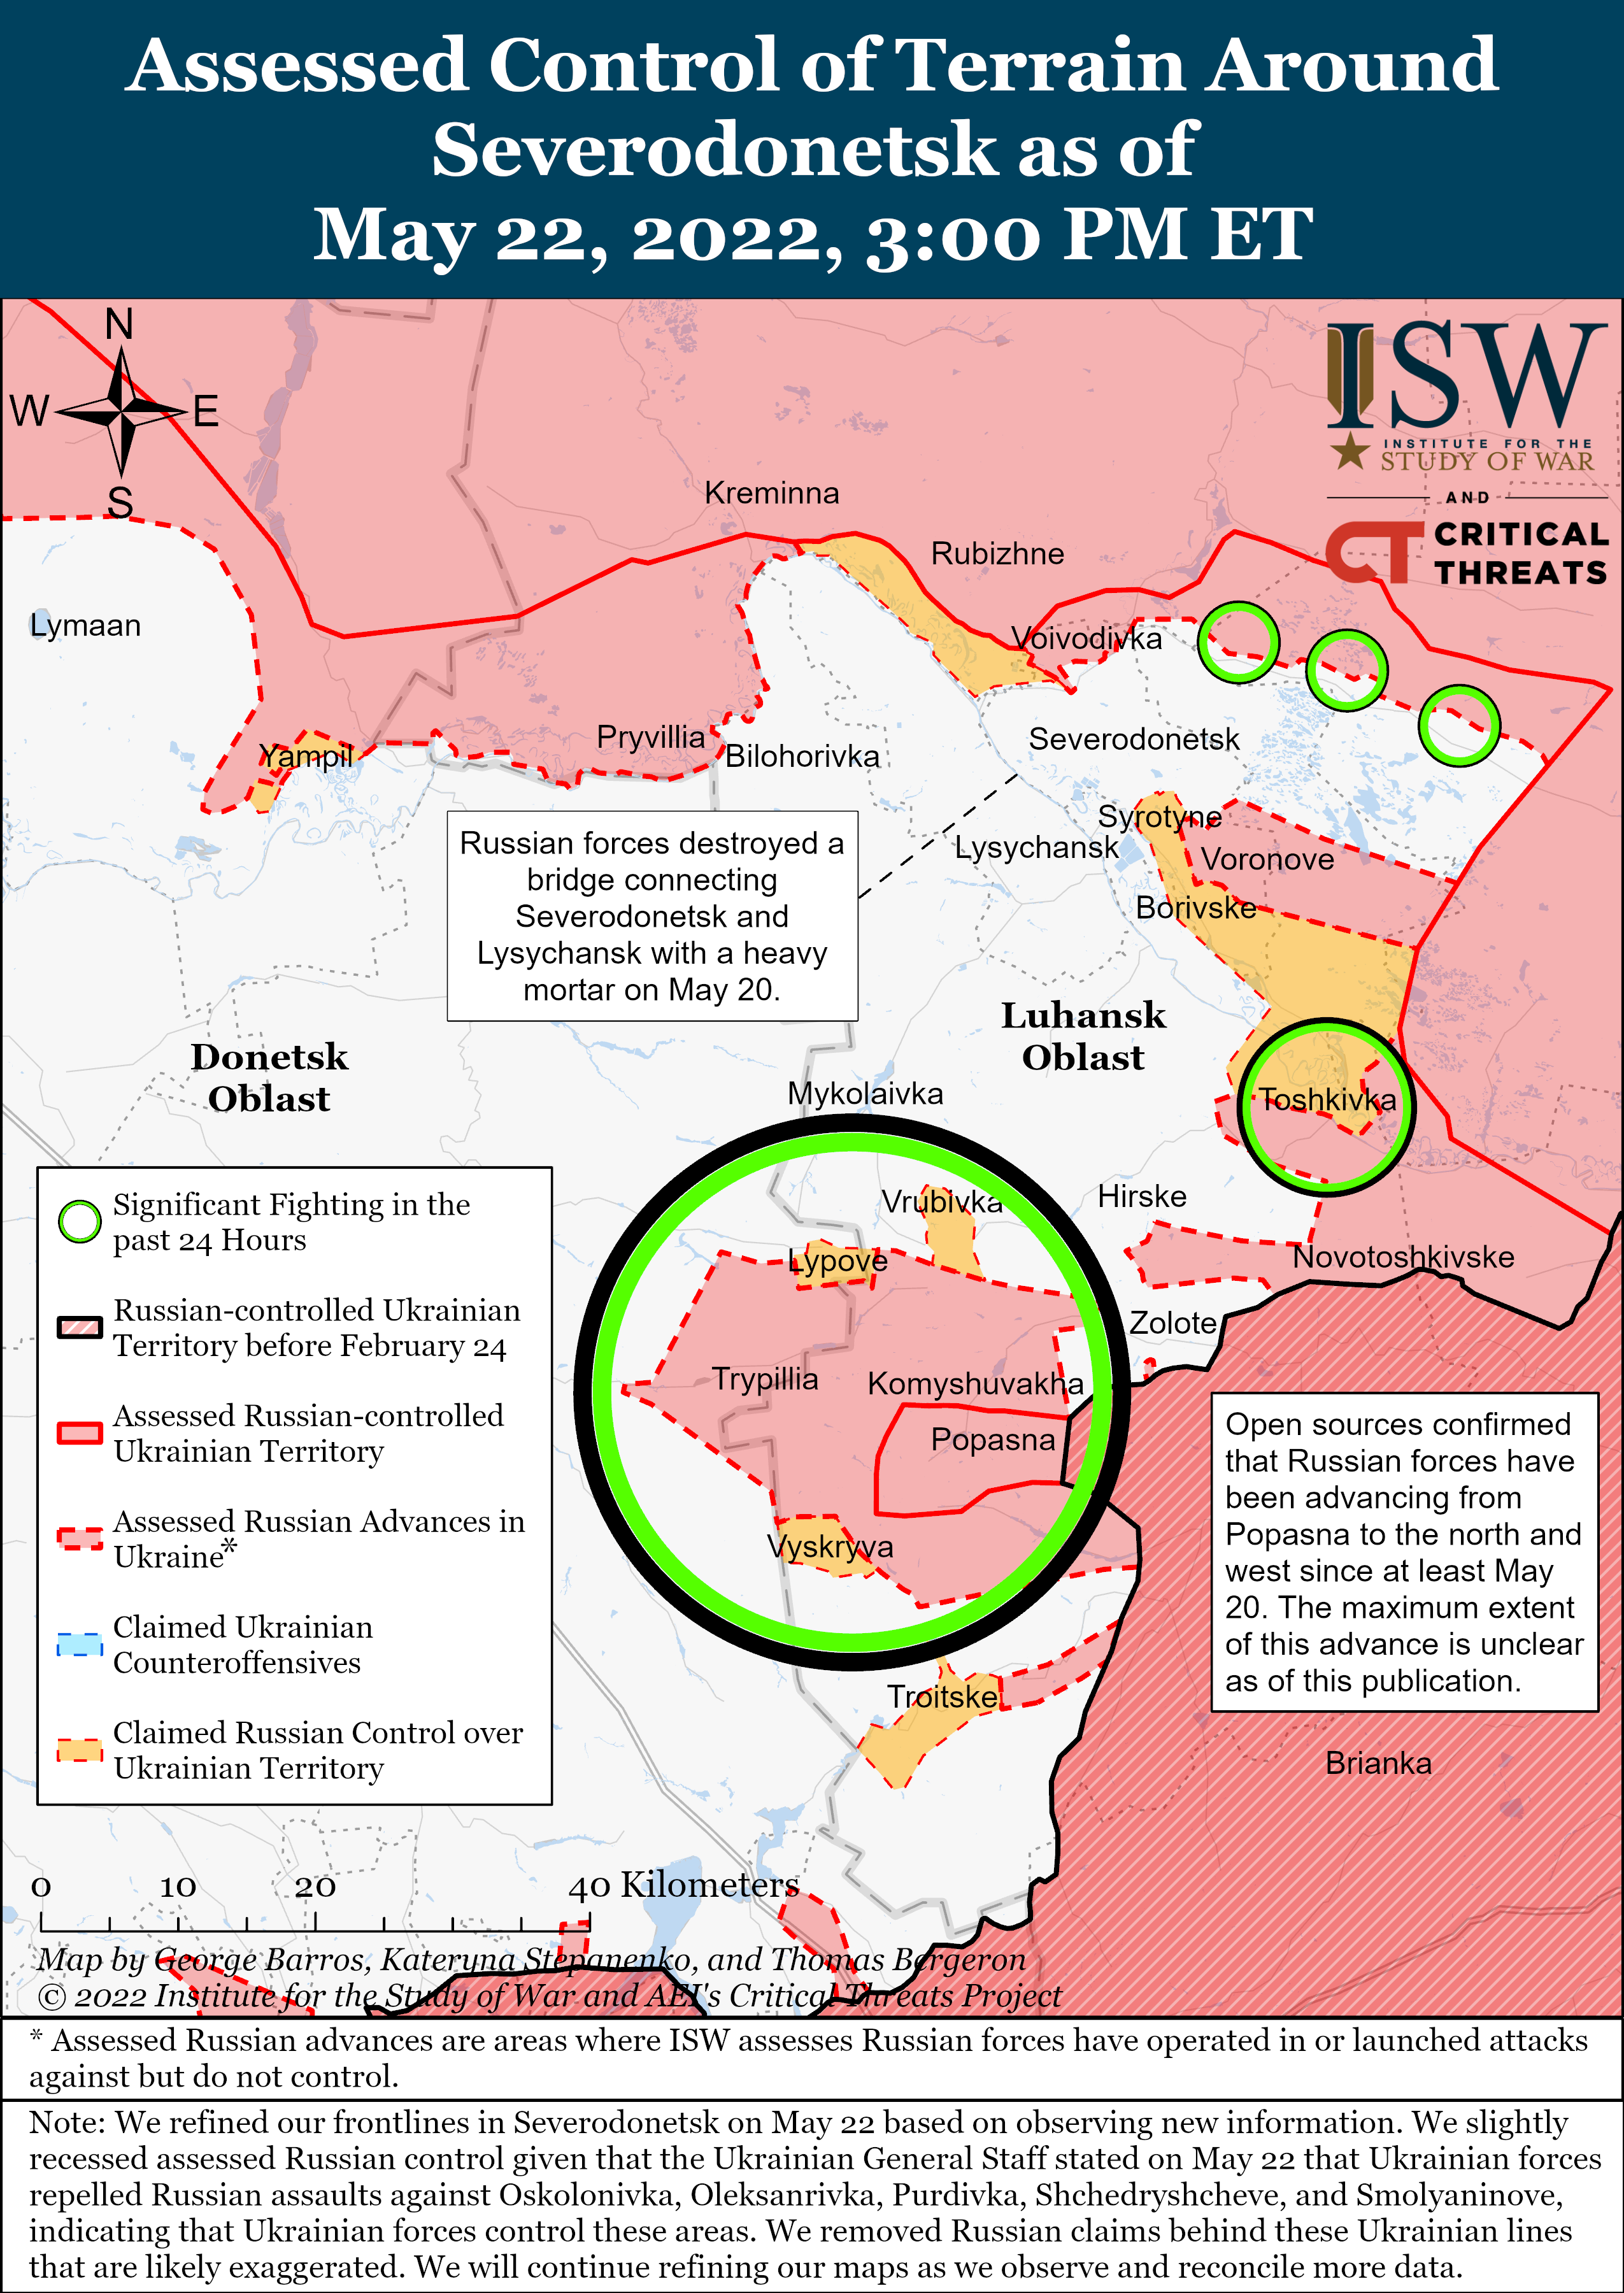 Assessed Control of Terrain Around
Severodonetsk as of
May 22, 2022, 3:00 PM ET
N
W
E
S
ISW
INSTITUTE FOR THE
STUDY OF WAR
AND
CT
CRITICAL
THREATS
Kreminna
Rubizhne
Lymaan
Voivodivka
Yampil
Pryvillia
Bilohorivka
Severodonetsk
Syrotyne
Lysychansk
Voronove
Borivske
Russian forces destroyed a
bridge connecting
Severodonetsk and
Lysychansk with a heavy
mortar on May 20.
Donetsk
Oblast
Luhansk
Oblast
Mykolaivka
Toshkivka
Vrubivka
Hirske
Lypove
Novotoshkivske
Zolote
Trypillia
Komyshuvakha
Popasna
Vyskryva
Troitske
Brianka
Open sources confirmed
that Russian forces have
been advancing from
Popasna to the north and
west since at least May
20. The maximum extent
of this advance is unclear
as of this publication.
Significant Fighting in the
past 24 Hours
Russian-controlled Ukrainian
Territory before February 24
Assessed Russian-controlled
Ukrainian Territory
Assessed Russian Advances in
Ukraine*
Claimed Ukrainian
Counteroffensives
Claimed Russian Control over
Ukrainian Territory
0 10 20 40 Kilometers
Map by George Barros, Kateryna Stepanenko, and Thomas Bergeron
© 2022 Institute for the Study of War and AEI's Critical Threats Project
* Assessed Russian advances are areas where ISW assesses Russian forces have operated in or launched attacks
against but do not control.
Note: We refined our frontlines in Severodonetsk on May 22 based on observing new information. We slightly
recessed assessed Russian control given that the Ukrainian General Staff stated on May 22 that Ukrainian forces
repelled Russian assaults against Oskolonivka, Oleksanrivka, Purdivka, Shchedryshcheve, and Smolyaninove,
indicating that Ukrainian forces control these areas. We removed Russian claims behind these Ukrainian lines
that are likely exaggerated. We will continue refining our maps as we observe and reconcile more data.